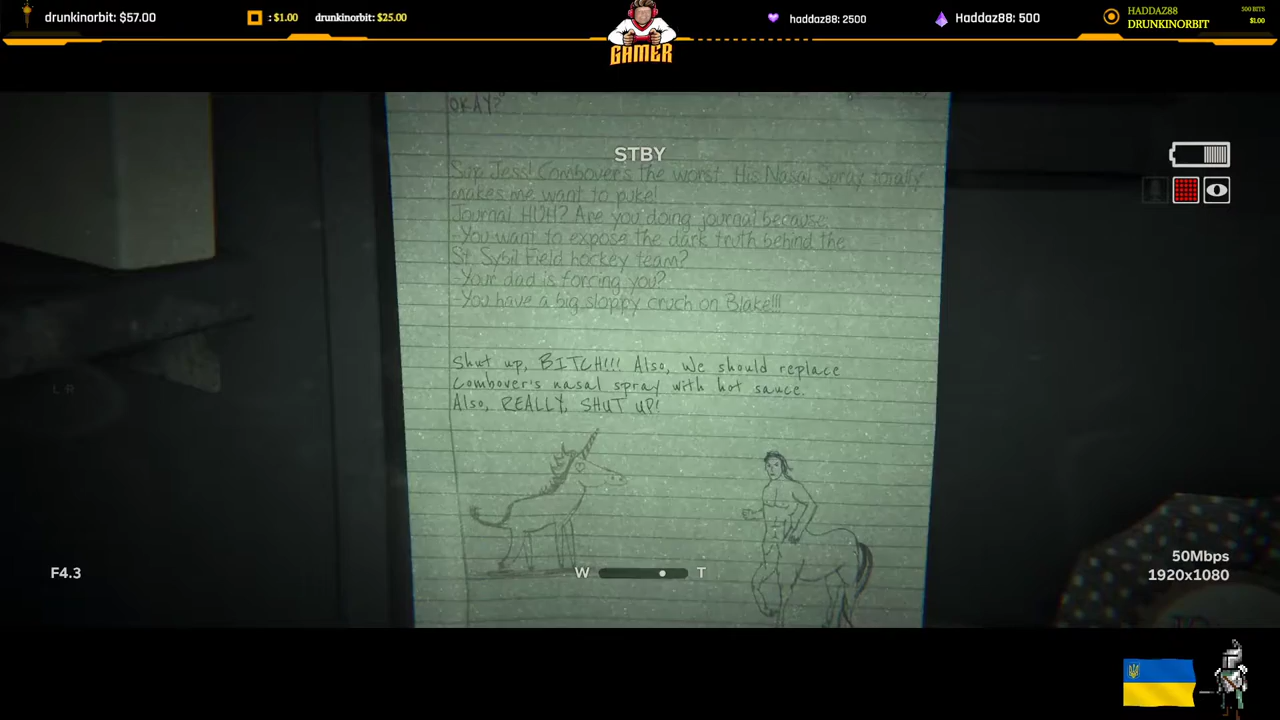 drunkinorbit: $57.00
: $1.00
drunkinorbit: $25.00
GAMER
haddaz88: 2500
Haddaz88: 500
HADDAZ88
DRUNKINORBIT
500 BITS
$1.00
OKAY?
STBY
Sup Jess! Combover's the worst. His Nasal Spray totally
make me want to puke!
Journal HUH? Are you doing journal because:
-You want to expose the dark truth behind the
St. Sybil Field hockey team?
-Your dad is forcing you?
-You have a big sloppy cruch on Blake!!!
Shut up, BITCH!!! Also, We should replace
Combover's nasal spray with hot sauce.
Also, REALLY, SHUT UP!
L R
F4.3
W T
50Mbps
1920x1080